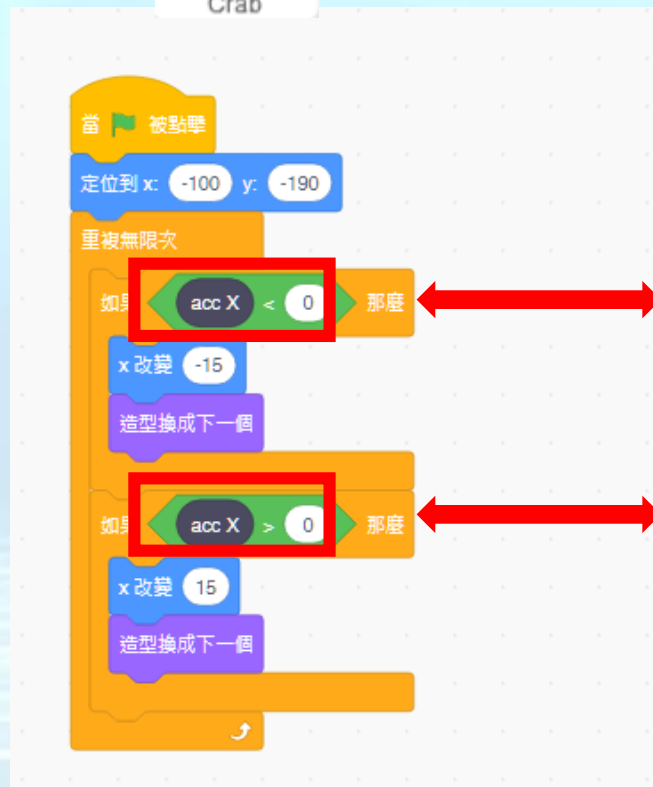 Crab
當 被點擊
定位到 x: -100 y: -190
重複無限次
如果 acc X < 0 那麼
x 改變 -15
造型換成下一個
如果 acc X > 0 那麼
x 改變 15
造型換成下一個